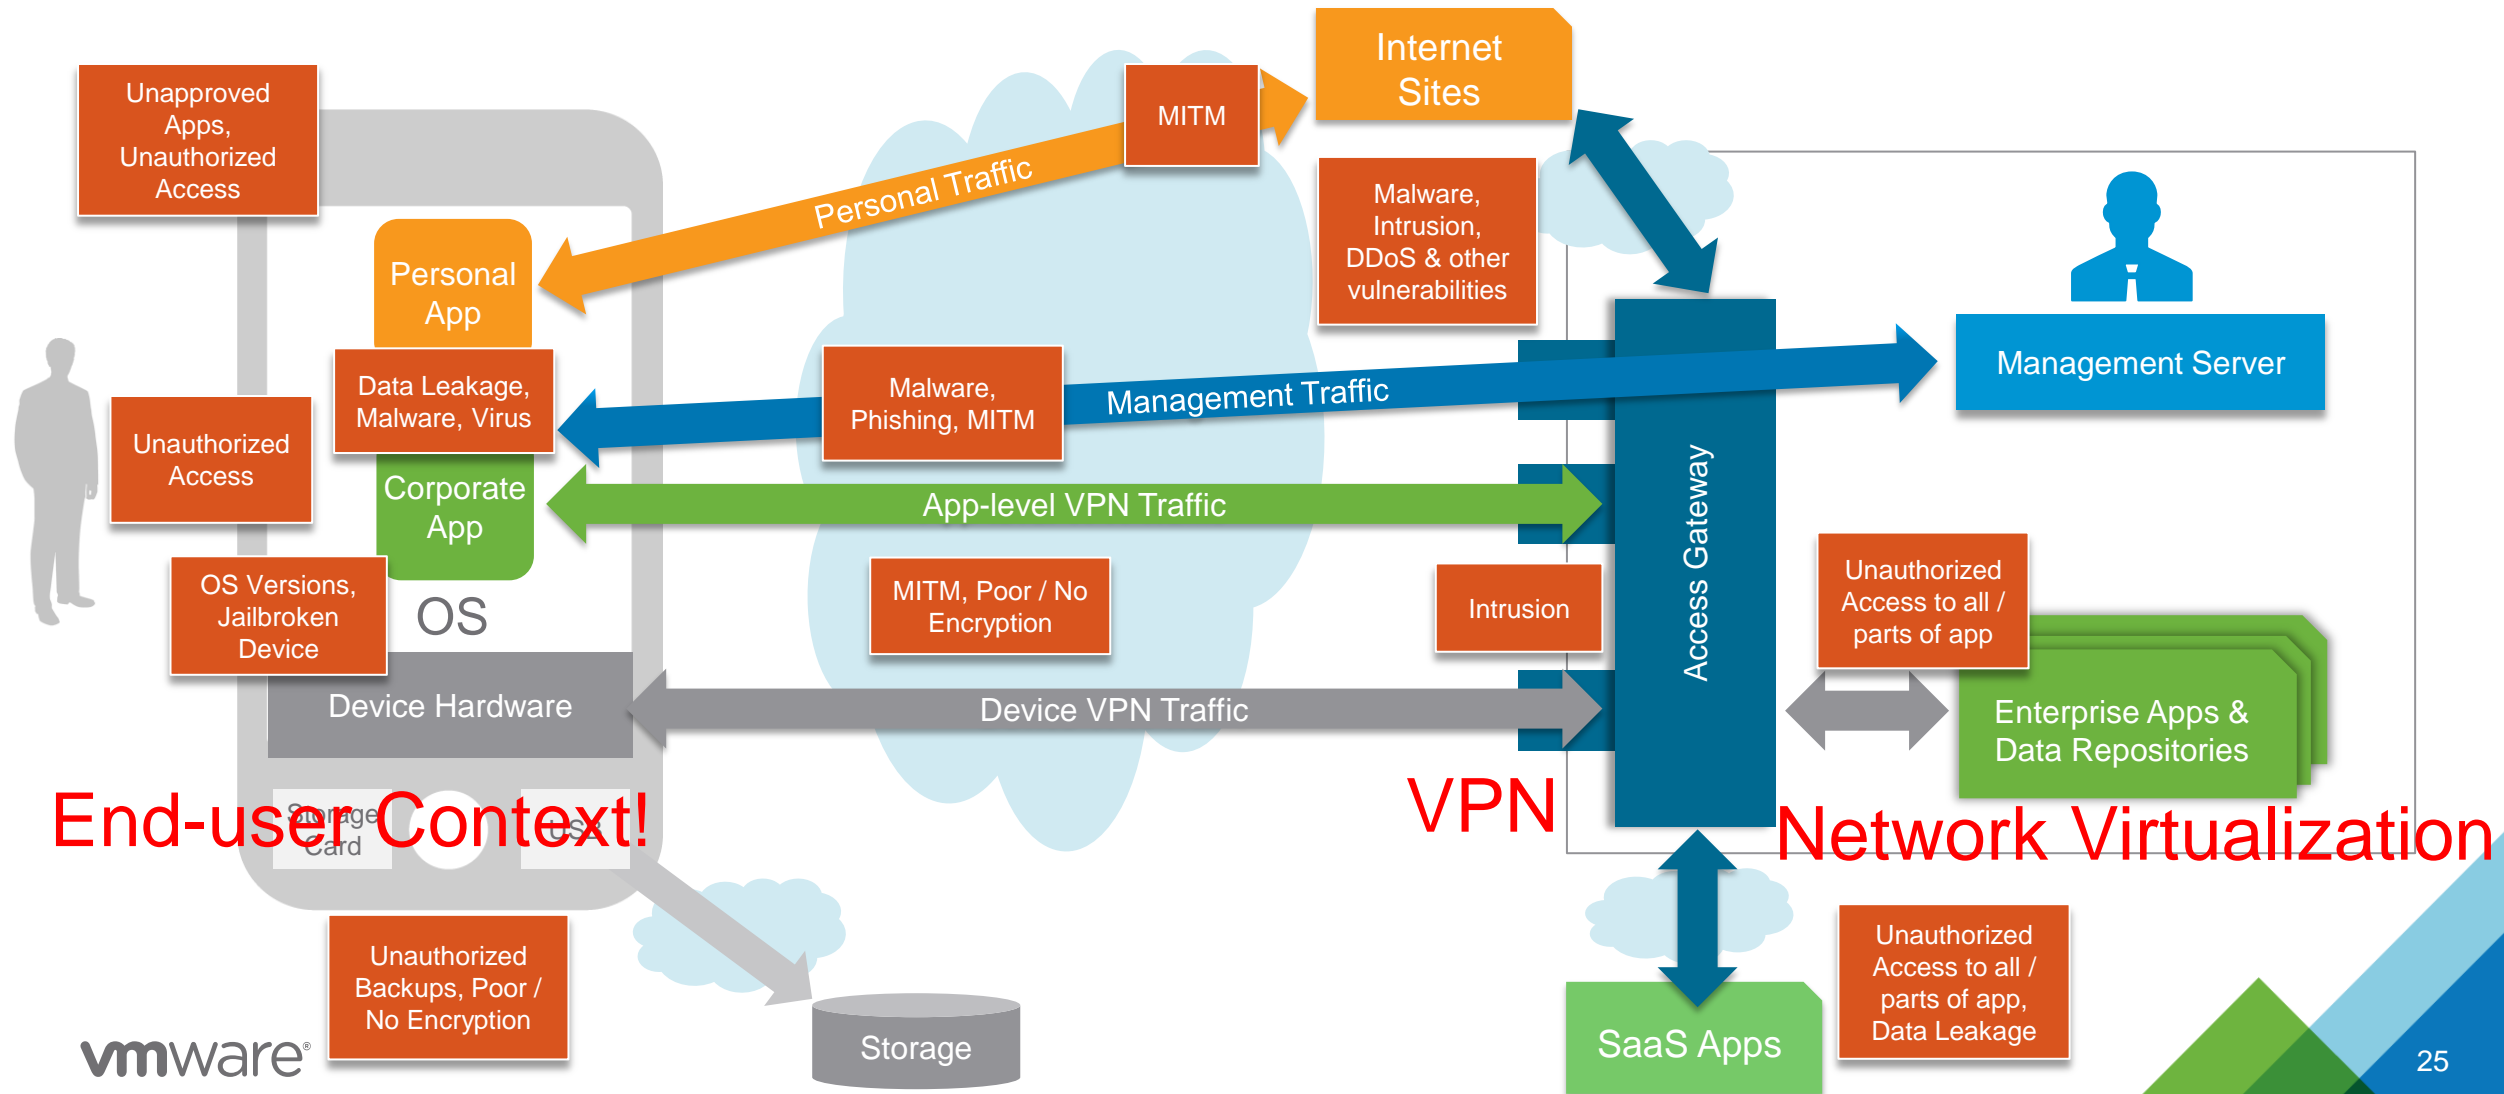 Internet
Sites
Unapproved
Apps,
Unauthorized
Access
MITM
Personal Traffic
Malware,
Intrusion,
DDoS & other
vulnerabilities
Personal
App
Management Server
Data Leakage,
Malware, Virus
Malware,
Phishing, MITM
Management Traffic
Unauthorized
Access
Corporate
App
App-level VPN Traffic
Access Gateway
OS Versions,
Jailbroken
Device
OS
MITM, Poor / No
Encryption
Intrusion
Unauthorized
Access to all /
parts of app
Device Hardware
Device VPN Traffic
Enterprise Apps &
Data Repositories
End-user Context!
Storage
Card
USB
VPN
Network Virtualization
Unauthorized
Backups, Poor /
No Encryption
Storage
SaaS Apps
Unauthorized
Access to all /
parts of app,
Data Leakage
vmware®
25